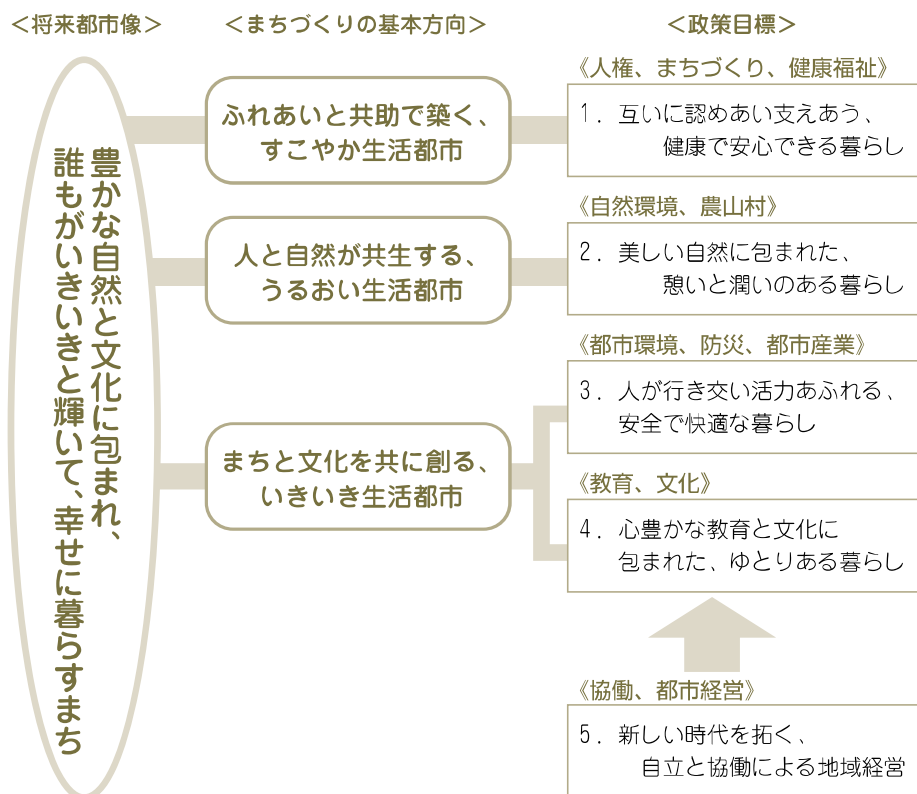 <将来都市像>
<まちづくりの基本方向>
<政策目標>
豊かな自然と文化に包まれ、
誰もがいきいきと輝いて、幸せに暮らすまち
ふれあいと共助で築く、
すこやか生活都市
《人権、まちづくり、健康福祉》
1. 互いに認めあい支えあう、
健康で安心できる暮らし
人と自然が共生する、
うるおい生活都市
《自然環境、農山村》
2. 美しい自然に包まれた、
憩いと潤いのある暮らし
まちと文化を共に創る、
いきいき生活都市
《都市環境、防災、都市産業》
3. 人が行き交い活力あふれる、
安全で快適な暮らし
《教育、文化》
4. 心豊かな教育と文化に
包まれた、ゆとりある暮らし
《協働、都市経営》
5. 新しい時代を拓く、
自立と協働による地域経営